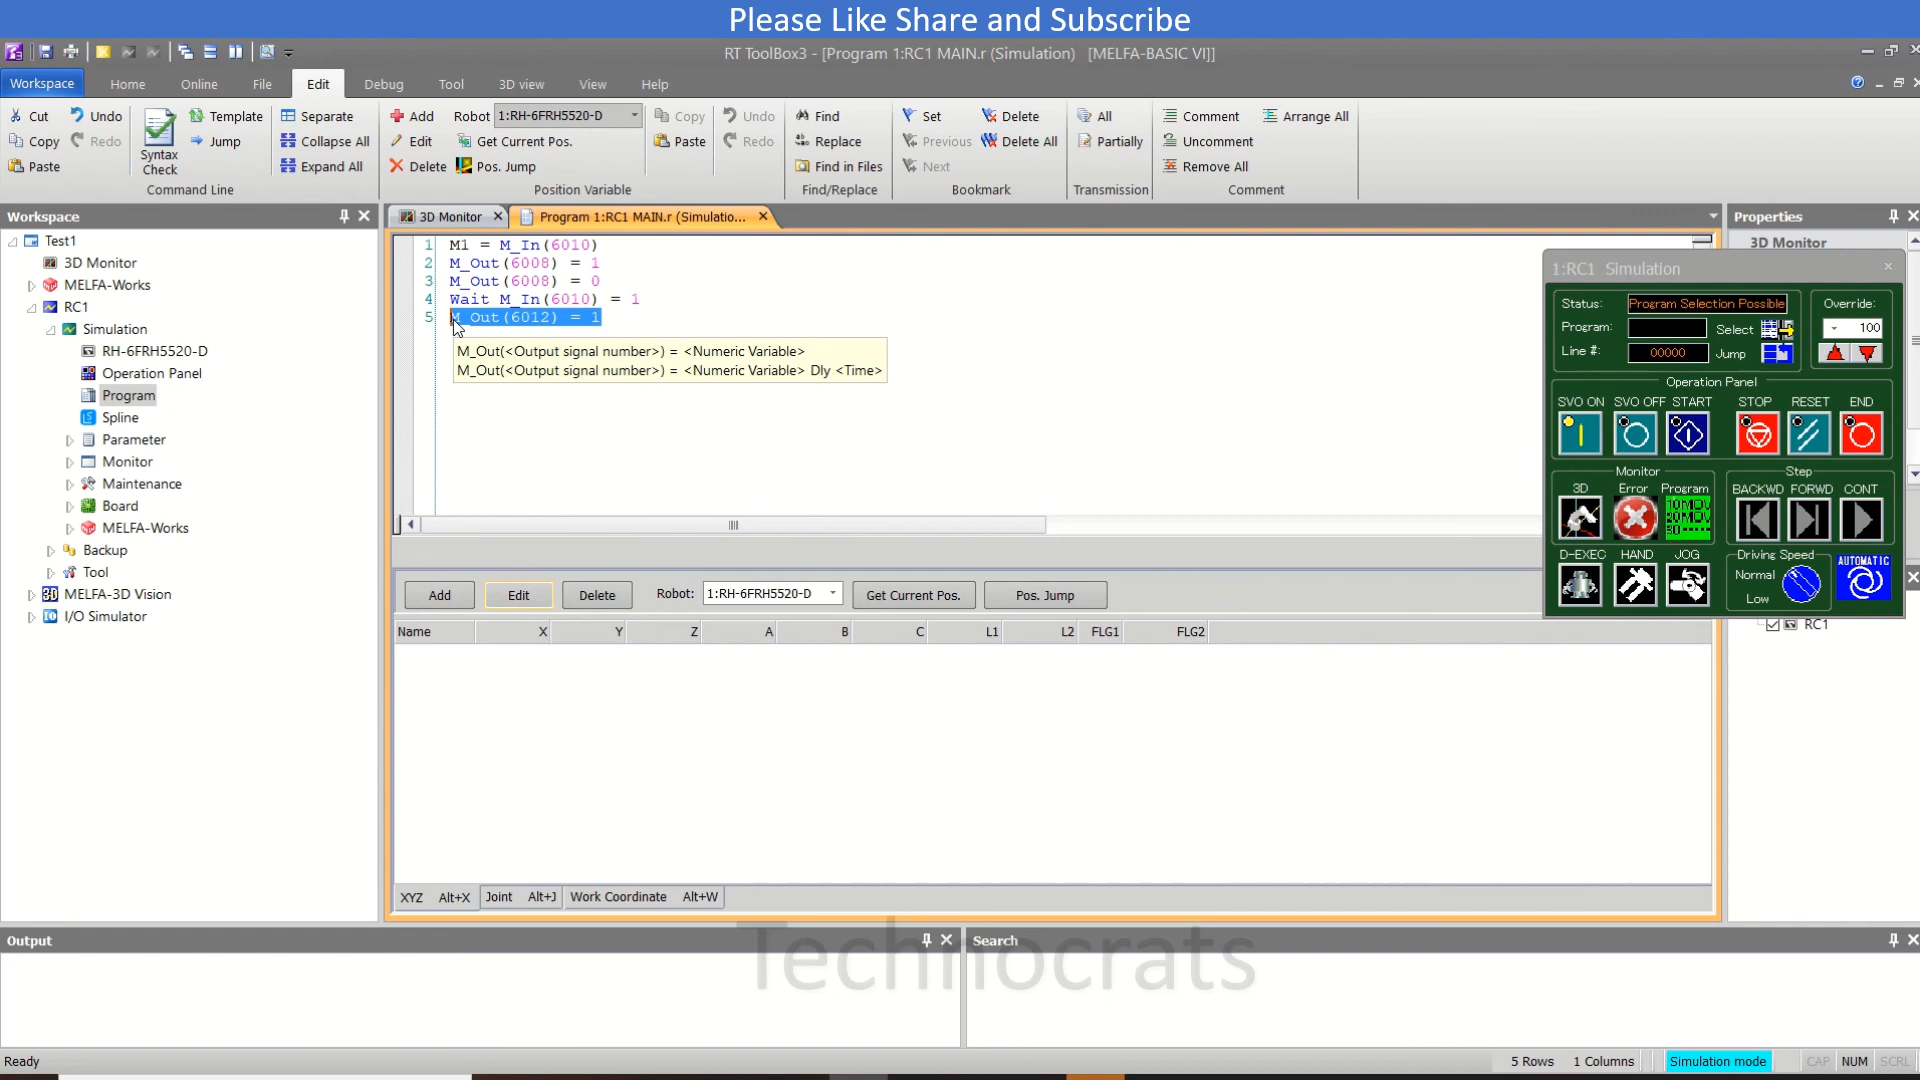 Please Like Share and Subscribe
RT ToolBox3 - [Program 1:RC1 MAIN.r (Simulation) [MELFA-BASIC VI]]
Workspace Home Online File Edit Debug Tool 3D view View Help
Cut Undo Template Separate Add Robot 1:RH-6FRH5520-D Copy Undo Find Set Delete All Comment Arrange All
Copy Redo Syntax Check Jump Collapse All Edit Get Current Pos. Paste Redo Replace Previous Delete All Partially Uncomment
Paste Expand All Delete Pos. Jump Find in Files Next Remove All
Command Line Position Variable Find/Replace Bookmark Transmission Comment
Workspace
Test1
3D Monitor
MELFA-Works
RC1
Simulation
RH-6FRH5520-D
Operation Panel
Program
Spline
Parameter
Monitor
Maintenance
Board
MELFA-Works
Backup
Tool
MELFA-3D Vision
I/O Simulator
3D Monitor Program 1:RC1 MAIN.r (Simulatio...
1 M1 = M_In(6010)
2 M_Out(6008) = 1
3 M_Out(6008) = 0
4 Wait M_In(6010) = 1
5 M_Out(6012) = 1
M_Out(<Output signal number>) = <Numeric Variable>
M_Out(<Output signal number>) = <Numeric Variable> Dly <Time>
Add Edit Delete Robot: 1:RH-6FRH5520-D Get Current Pos. Pos. Jump
Name X Y Z A B C L1 L2 FLG1 FLG2
XYZ Alt+X Joint Alt+J Work Coordinate Alt+W
Properties
3D Monitor
1:RC1 Simulation
Status: Program Selection Possible Override:
Program: Select 100
Line #: 00000 Jump
Operation Panel
SVO ON SVO OFF START STOP RESET END
Monitor Step
3D Error Program BACKWD FORWD CONT
D-EXEC HAND JOG Driving Speed AUTOMATIC
Normal
Low
RC1
Output Search
Technocrats
Ready 5 Rows 1 Columns Simulation mode CAP NUM SCRL